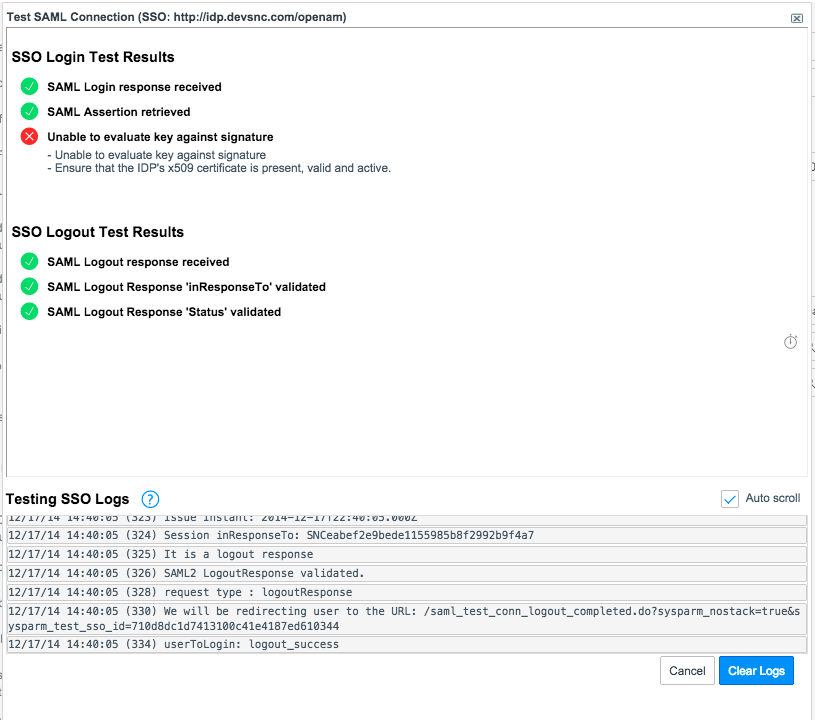 Test SAML Connection (SSO: http://idp.devsnc.com/openam)
SSO Login Test Results
SAML Login response received
SAML Assertion retrieved
Unable to evaluate key against signature
- Unable to evaluate key against signature
- Ensure that the IDP's x509 certificate is present, valid and active.
SSO Logout Test Results
SAML Logout response received
SAML Logout Response 'inResponseTo' validated
SAML Logout Response 'Status' validated
Testing SSO Logs ?
Auto scroll
12/17/14 14:40:05 (323) Issue Instant: 2014-12-17T22:40:05.000Z
12/17/14 14:40:05 (324) Session inResponseTo: SNCeabef2e9bede1155985b8f2992b9f4a7
12/17/14 14:40:05 (325) It is a logout response
12/17/14 14:40:05 (326) SAML2 LogoutResponse validated.
12/17/14 14:40:05 (328) request type : logoutResponse
12/17/14 14:40:05 (330) We will be redirecting user to the URL: /saml_test_conn_logout_completed.do?sysparm_nostack=true&s
ysparm_test_sso_id=710d8dc1d7413100c41e4187ed610344
12/17/14 14:40:05 (334) userToLogin: logout_success
Cancel
Clear Logs